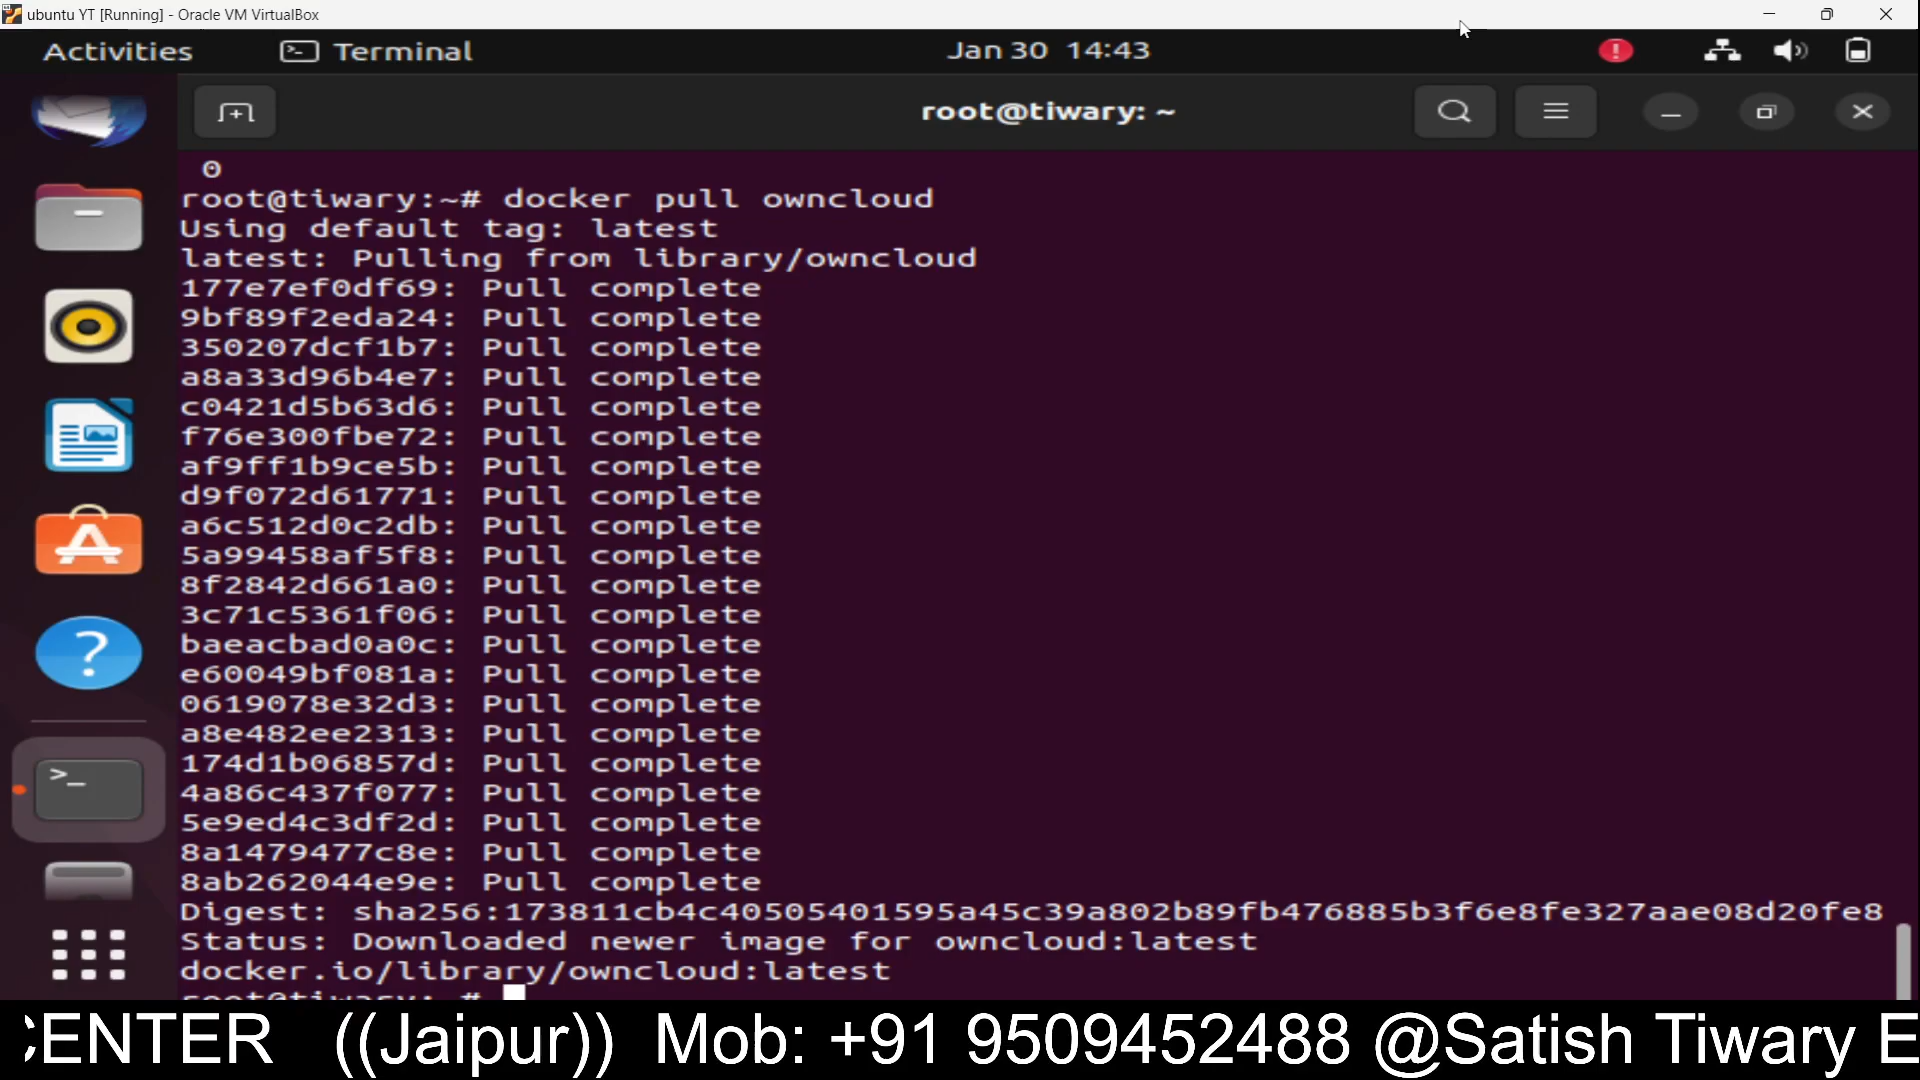 ubuntu YT [Running] - Oracle VM VirtualBox
Activities Terminal Jan 30 14:43
root@tiwary: ~
0
root@tiwary:~# docker pull owncloud
Using default tag: latest
latest: Pulling from library/owncloud
177e7ef0df69: Pull complete
9bf89f2eda24: Pull complete
350207dcf1b7: Pull complete
a8a33d96b4e7: Pull complete
c0421d5b63d6: Pull complete
f76e300fbe72: Pull complete
af9ff1b9ce5b: Pull complete
d9f072d61771: Pull complete
a6c512d0c2db: Pull complete
5a99458af5f8: Pull complete
8f2842d661a0: Pull complete
3c71c5361f06: Pull complete
baeacbad0a0c: Pull complete
e60049bf081a: Pull complete
0619078e32d3: Pull complete
a8e482ee2313: Pull complete
174d1b06857d: Pull complete
4a86c437f077: Pull complete
5e9ed4c3df2d: Pull complete
8a1479477c8e: Pull complete
8ab262044e9e: Pull complete
Digest: sha256:173811cb4c40505401595a45c39a802b89fb476885b3f6e8fe327aae08d20fe8
Status: Downloaded newer image for owncloud:latest
docker.io/library/owncloud:latest
root@tiwary:~#
CENTER ((Jaipur)) Mob: +91 9509452488 @Satish Tiwary E